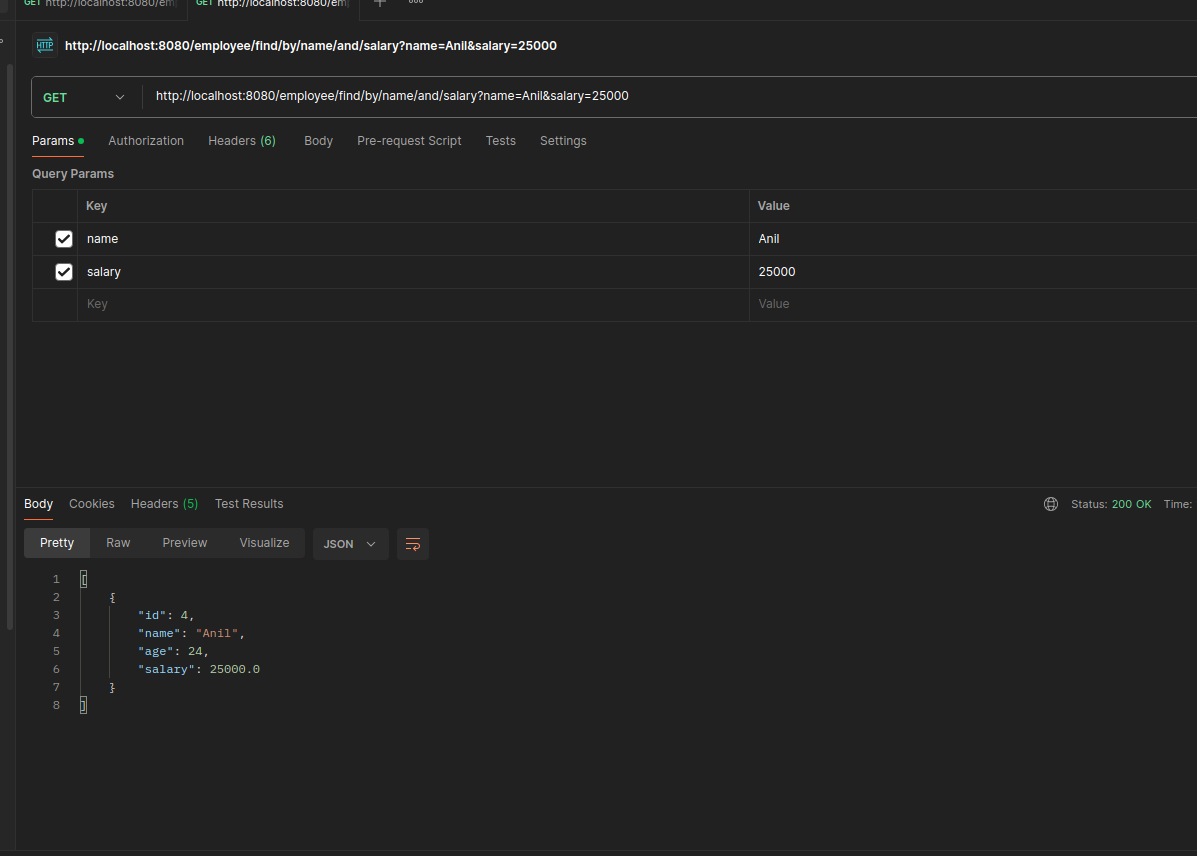 GET http://localhost:8080/em GET http://localhost:8080/em
HTTP http://localhost:8080/employee/find/by/name/and/salary?name=Anil&salary=25000
GET http://localhost:8080/employee/find/by/name/and/salary?name=Anil&salary=25000
Params Authorization Headers (6) Body Pre-request Script Tests Settings
Query Params
Key Value
name Anil
salary 25000
Key Value
Body Cookies Headers (5) Test Results Status: 200 OK Time:
Pretty Raw Preview Visualize JSON
1 [
2 {
3 "id": 4,
4 "name": "Anil",
5 "age": 24,
6 "salary": 25000.0
7 }
8 ]